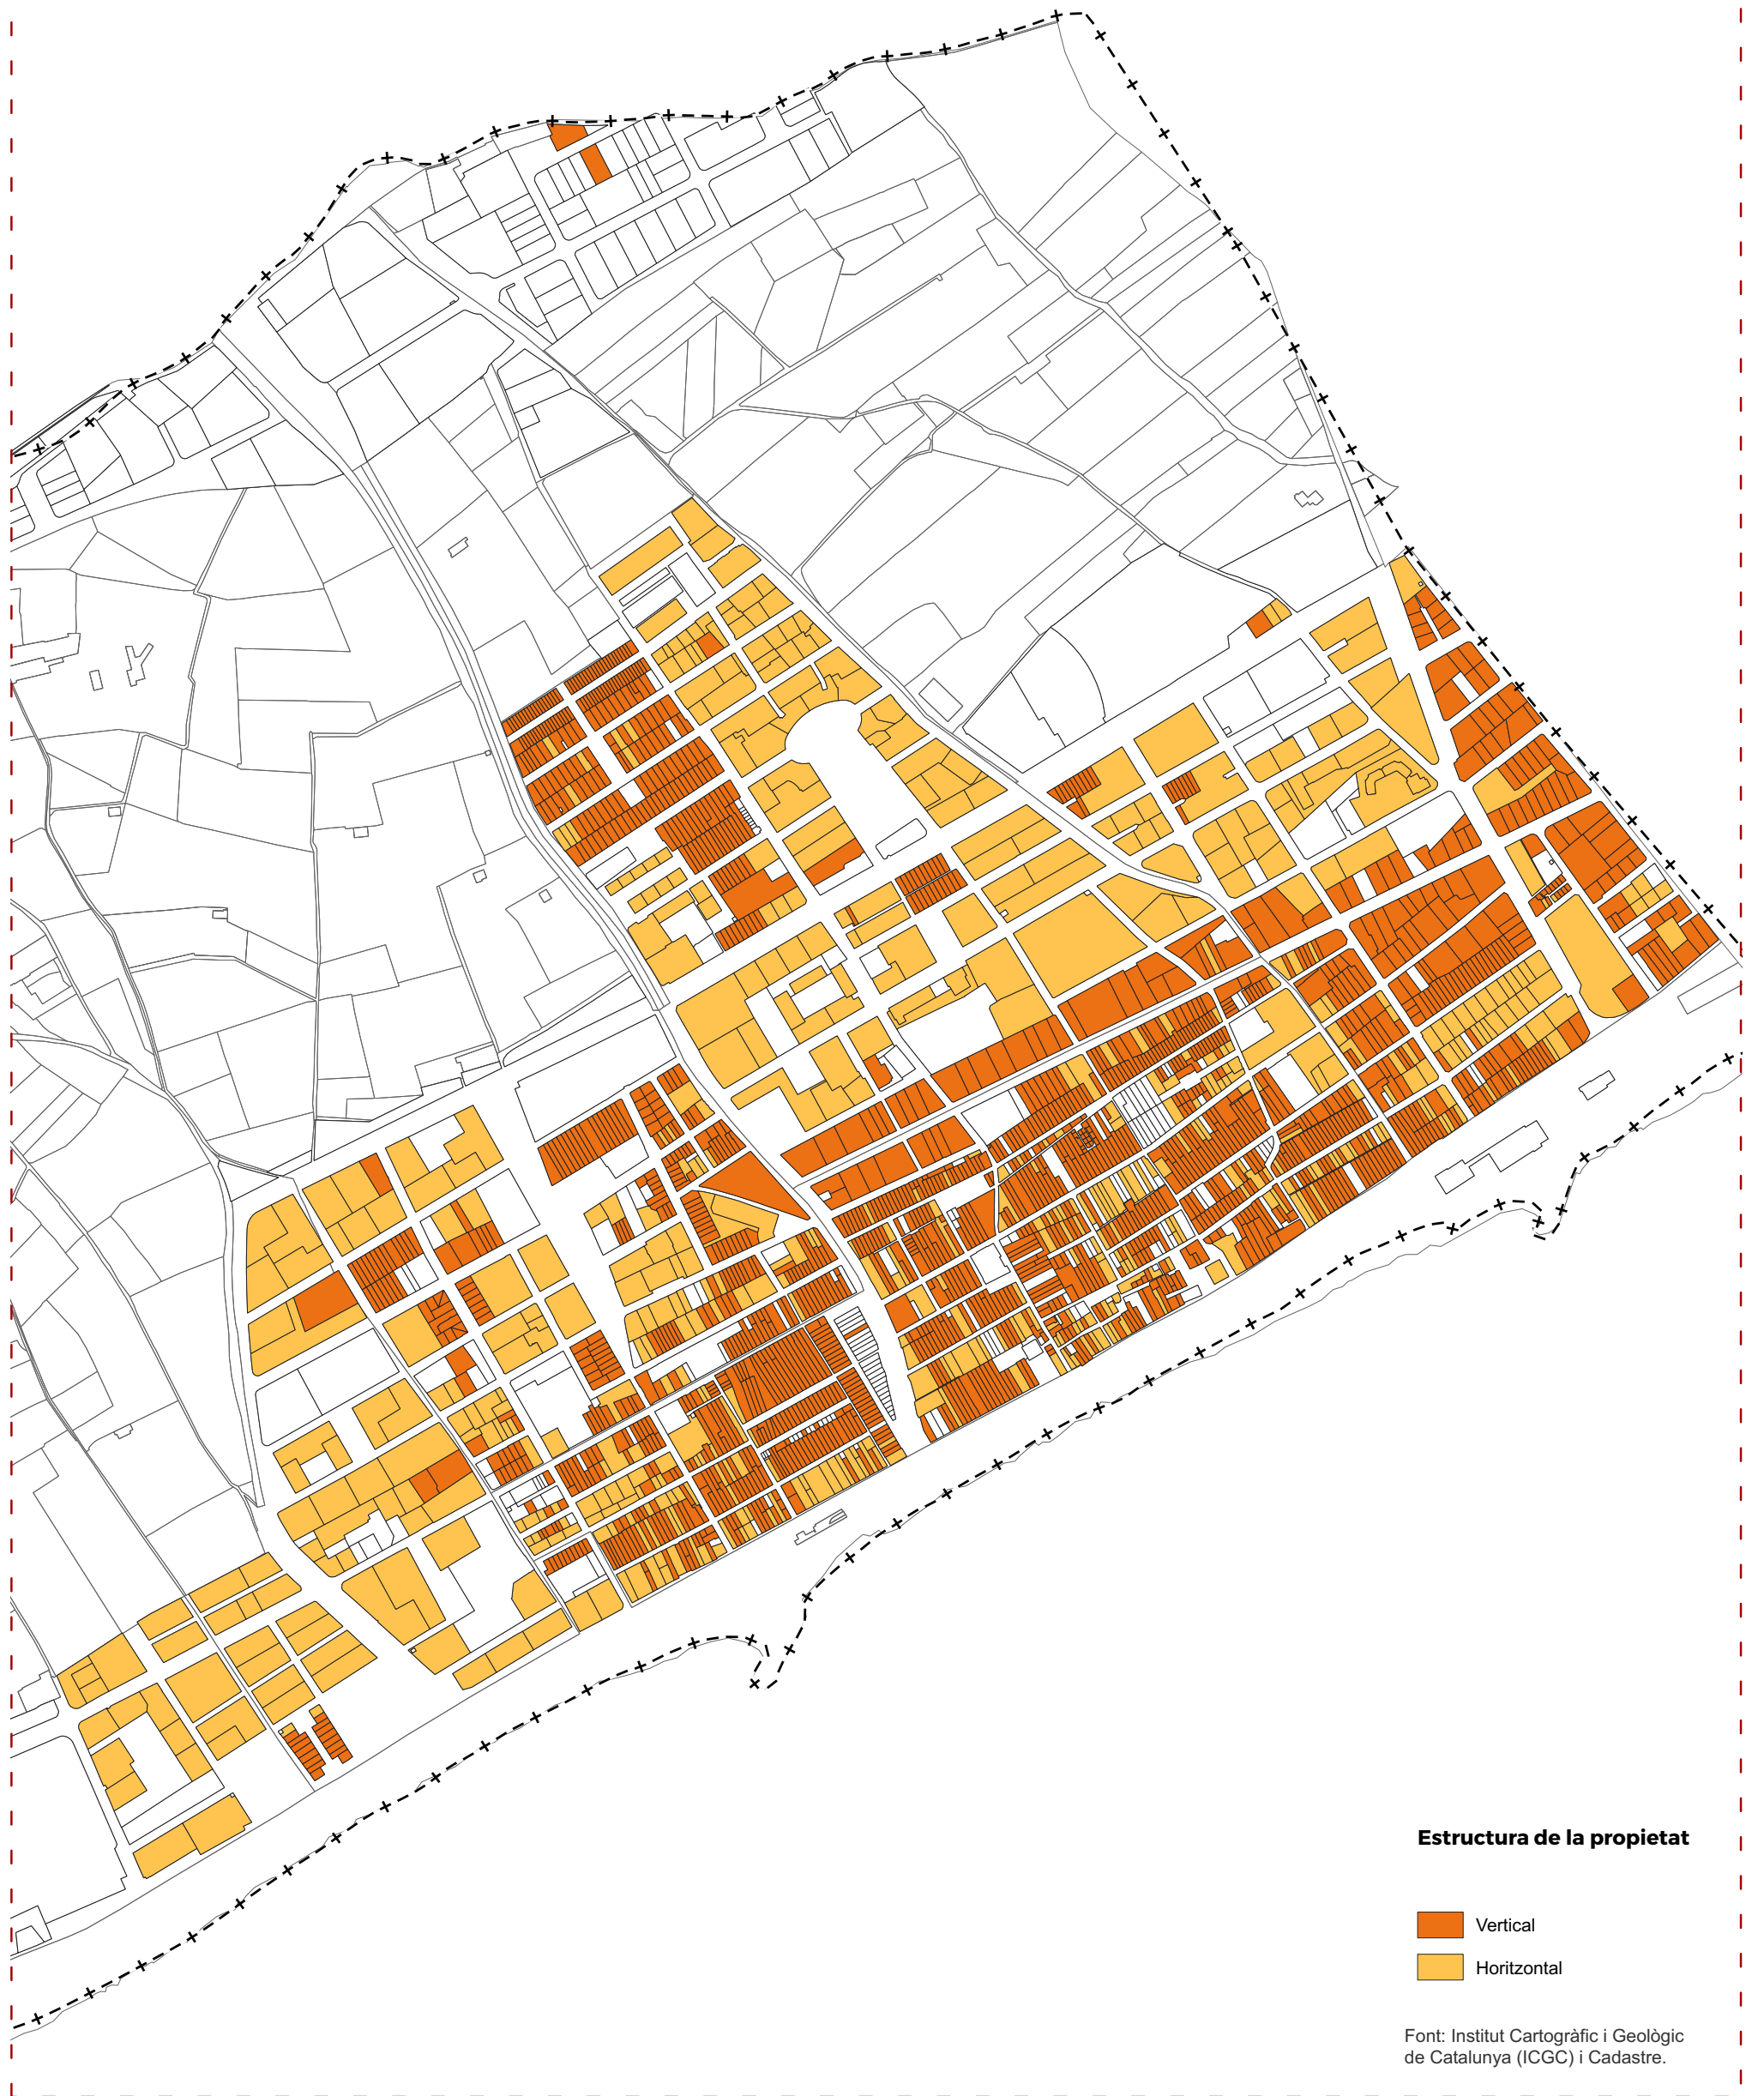 Estructura de la propietat
Vertical
Horitzontal
Font: Institut Cartogràfic i Geològic
de Catalunya (ICGC) i Cadastre.